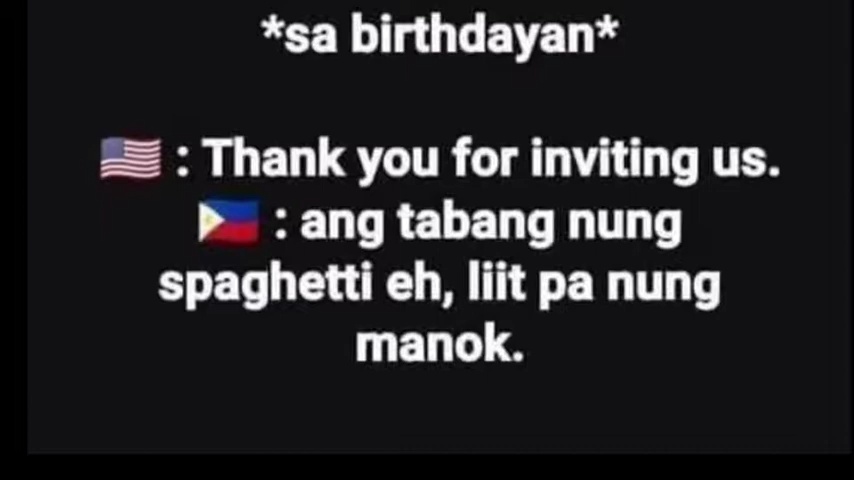 *sa birthdayan*
🇺🇸 : Thank you for inviting us.
🇵🇭 : ang tabang nung
spaghetti eh, liit pa nung
manok.